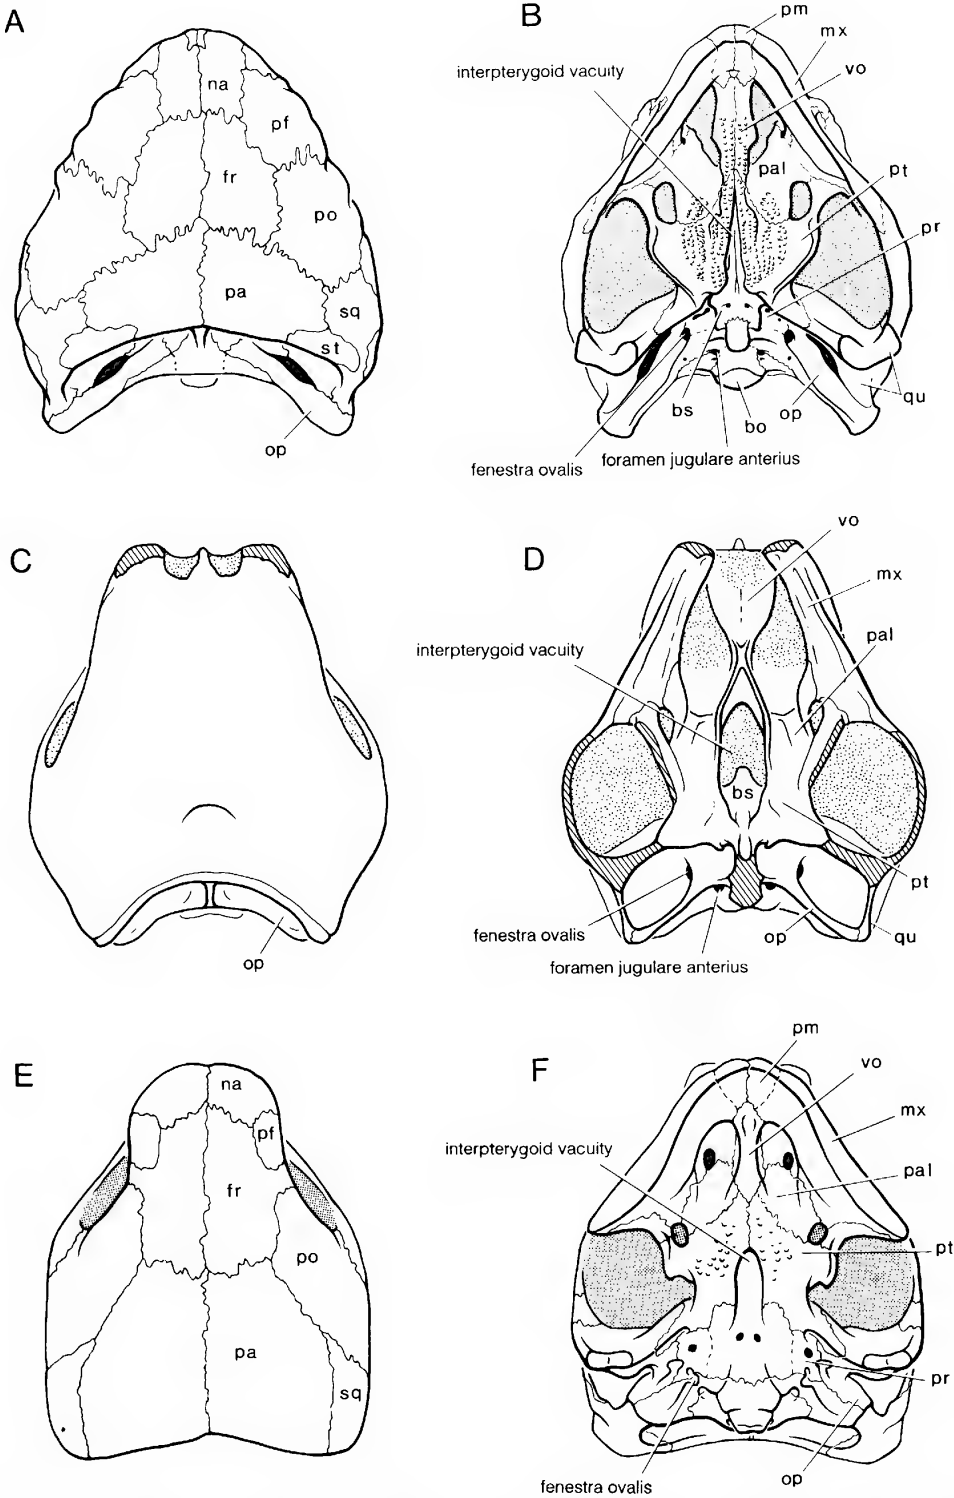 A
na
pf
fr
po
pa
sq
st
op
B
pm
mx
interpterygoid vacuity
vo
pal
pt
pr
bs
bo
op
qu
fenestra ovalis
foramen jugulare anterius
C
op
D
vo
mx
pal
interpterygoid vacuity
bs
pt
fenestra ovalis
op
qu
foramen jugulare anterius
E
na
pf
fr
po
pa
sq
F
pm
vo
mx
interpterygoid vacuity
pal
pt
pr
op
fenestra ovalis